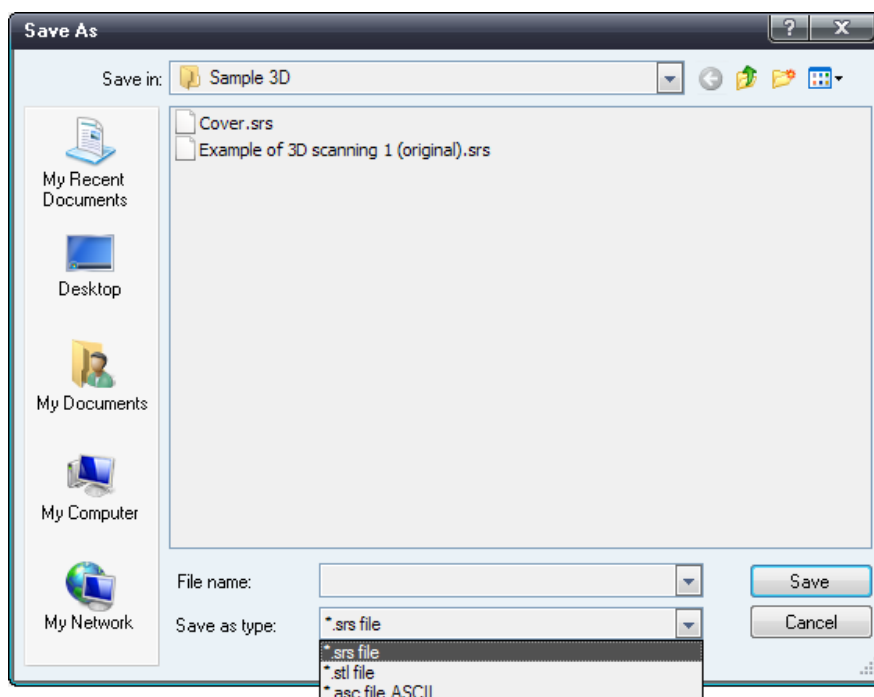 Save As
Save in: Sample 3D
Cover.srs
Example of 3D scanning 1 (original).srs
My Recent
Documents
Desktop
My Documents
My Computer
My Network
File name:
Save
Save as type: *.srs file
Cancel
*.srs file
*.stl file
*.asc file ASCII